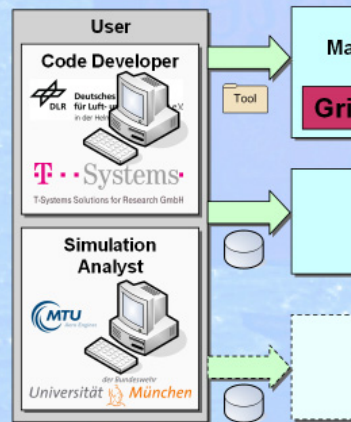 User
Code Developer
DLR
Deutsches
für Luft- u
e.V.
in der Helm
Tool
T · · Systems ·
T-Systems Solutions for Research GmbH
Simulation
Analyst
MTU
Aero Engines
der Bundeswehr
Universität München
Ma
Gri